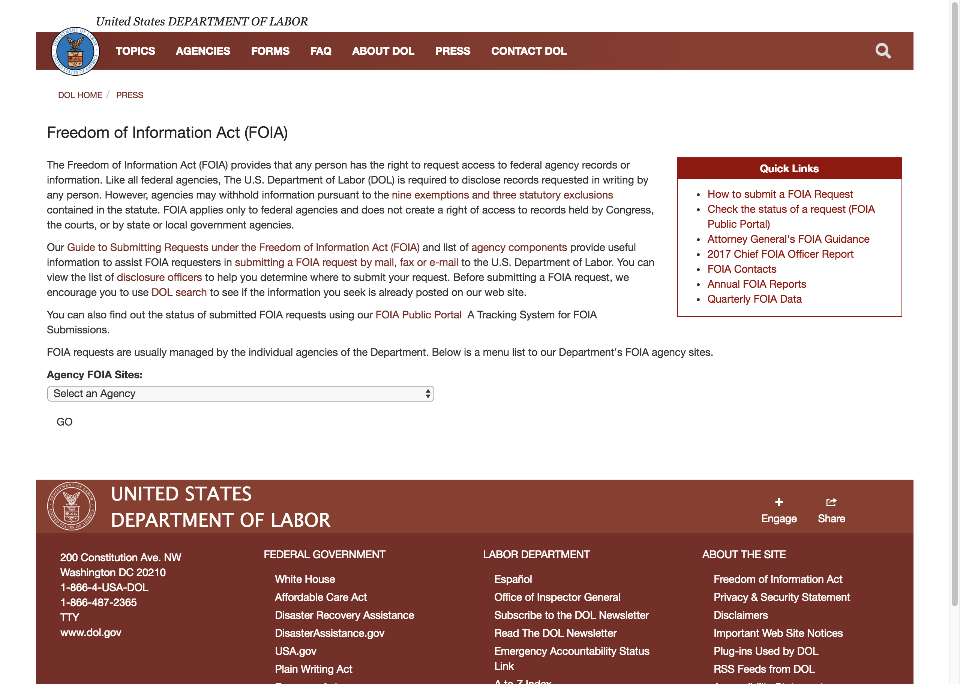 United States DEPARTMENT OF LABOR
TOPICS AGENCIES FORMS FAQ ABOUT DOL PRESS CONTACT DOL
DOL HOME / PRESS
Freedom of Information Act (FOIA)
The Freedom of Information Act (FOIA) provides that any person has the right to request access to federal agency records or
information. Like all federal agencies, The U.S. Department of Labor (DOL) is required to disclose records requested in writing by
any person. However, agencies may withhold information pursuant to the nine exemptions and three statutory exclusions
contained in the statute. FOIA applies only to federal agencies and does not create a right of access to records held by Congress,
the courts, or by state or local government agencies.
Our Guide to Submitting Requests under the Freedom of Information Act (FOIA) and list of agency components provide useful
information to assist FOIA requesters in submitting a FOIA request by mail, fax or e-mail to the U.S. Department of Labor. You can
view the list of disclosure officers to help you determine where to submit your request. Before submitting a FOIA request, we
encourage you to use DOL search to see if the information you seek is already posted on our web site.
You can also find out the status of submitted FOIA requests using our FOIA Public Portal A Tracking System for FOIA
Submissions.
FOIA requests are usually managed by the individual agencies of the Department. Below is a menu list to our Department's FOIA agency sites.
Agency FOIA Sites:
Select an Agency
GO
Quick Links
• How to submit a FOIA Request
• Check the status of a request (FOIA
Public Portal)
• Attorney General's FOIA Guidance
• 2017 Chief FOIA Officer Report
• FOIA Contacts
• Annual FOIA Reports
• Quarterly FOIA Data
UNITED STATES
DEPARTMENT OF LABOR
Engage
Share
200 Constitution Ave. NW
Washington DC 20210
1-866-4-USA-DOL
1-866-487-2365
TTY
www.dol.gov
FEDERAL GOVERNMENT
White House
Affordable Care Act
Disaster Recovery Assistance
DisasterAssistance.gov
USA.gov
Plain Writing Act
LABOR DEPARTMENT
Español
Office of Inspector General
Subscribe to the DOL Newsletter
Read The DOL Newsletter
Emergency Accountability Status
Link
A to Z Index
ABOUT THE SITE
Freedom of Information Act
Privacy & Security Statement
Disclaimers
Important Web Site Notices
Plug-ins Used by DOL
RSS Feeds from DOL